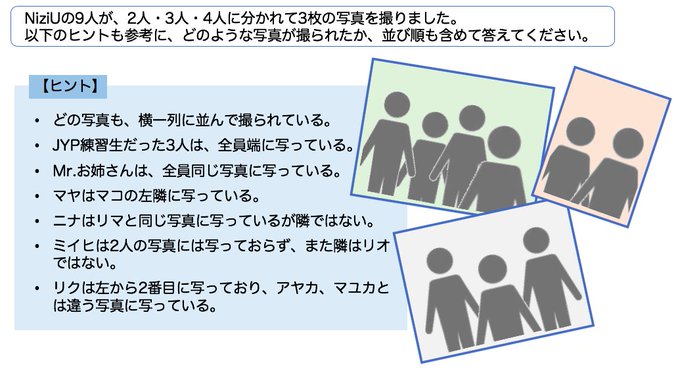 NiziUの9人が、2人・3人・4人に分かれて3枚の写真を撮りました。
以下のヒントも参考に、どのような写真が撮られたか、並び順も含めて答えてください。
【ヒント】
• どの写真も、横一列に並んで撮られている。
• JYP練習生だった3人は、全員端に写っている。
• Mr.お姉さんは、全員同じ写真に写っている。
• マヤはマコの左隣に写っている。
• ニナはリマと同じ写真に写っているが隣ではない。
• ミイヒは2人の写真には写っておらず、また隣はリオ
ではない。
• リクは左から2番目に写っており、アヤカ、マユカと
は違う写真に写っている。